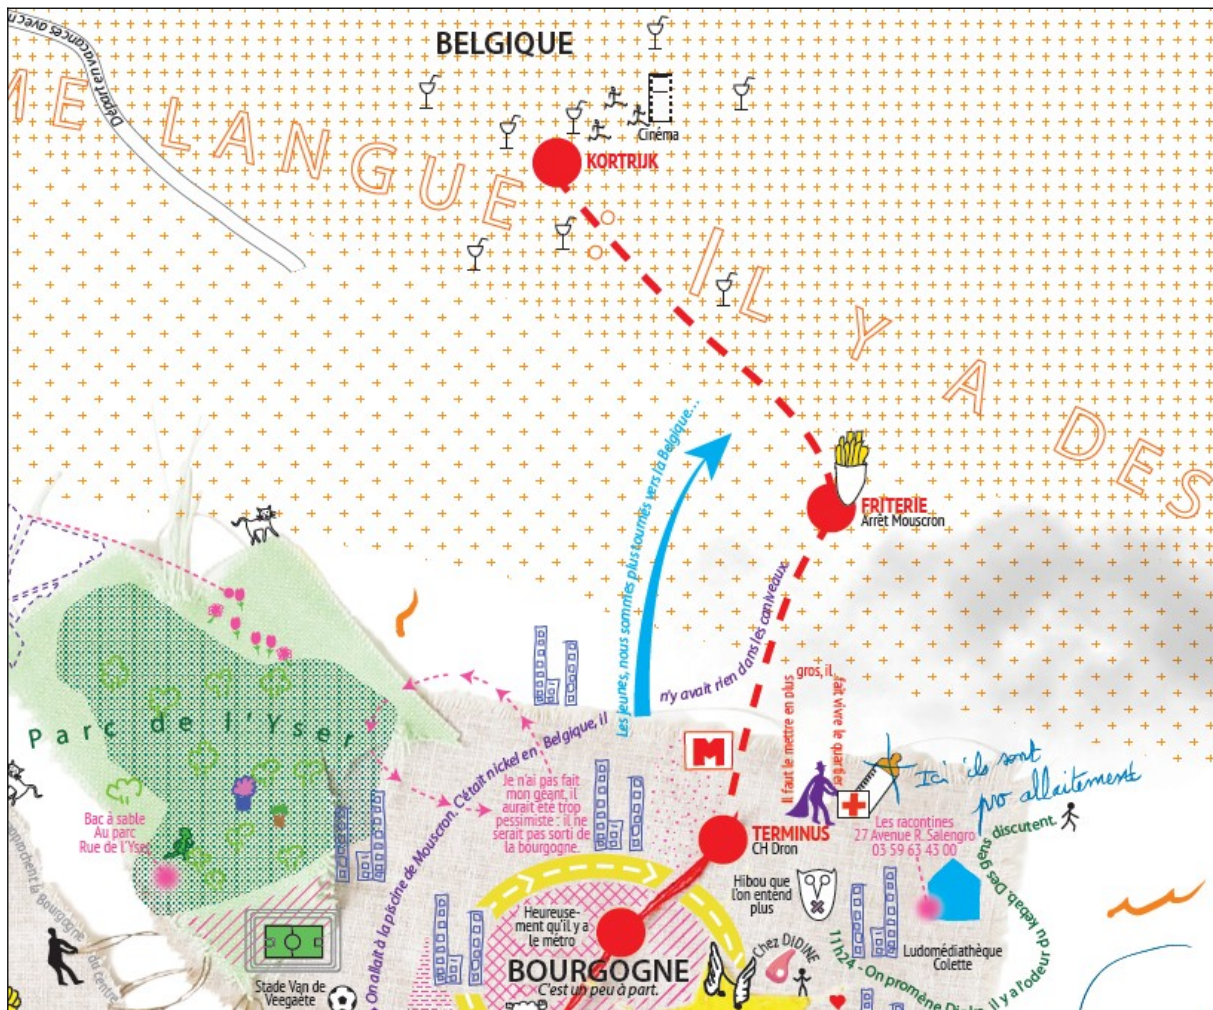 BELGIQUE
Départ en vacances avec
ME LANGUE : IL Y A DES
Cinéma
KORTRIJK
Les jeunes, nous sommes plus tournés vers la Belgique...
FRITERIE
Arrêt Mouscron
On allait à la piscine de Mouscron. C'était nickel en Belgique, il
n'y avait rien dans les caniveaux.
Parc de l'Yser
Il faut le mettre en plus
gros, il
fait vivre le quartier
M
Ici ils sont
pro allaitement
Je n'ai pas fait
mon géant, il
aurait été trop
pessimiste : il ne
serait pas sorti de
la bourgogne.
Bac à sable
Au parc
Rue de l'Yser
TERMINUS
CH Dron
Les racontines
27 Avenue R. Salengro
03 59 63 43 00
Hibou que
l'on entend
plus
Heureuse-
ment qu'il y a
le métro
BOURGOGNE
C'est un peu à part.
Chez DIDINE
Ludomédiathèque
Colette
11h24 - On promène
il y a l'odeur du kebab. Des gens discutent.
la Bourgogne
du centre
Stade Van de
Veegaete